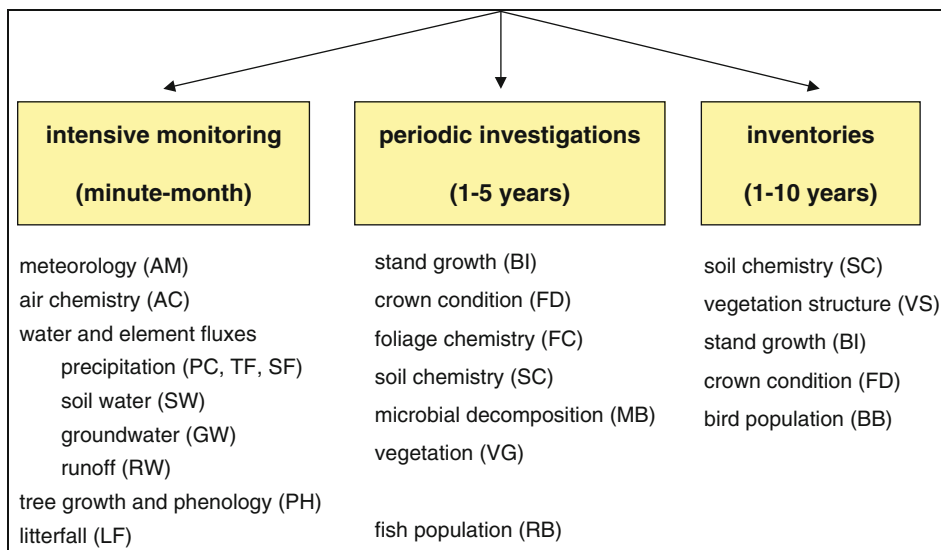 intensive monitoring
(minute-month)
meteorology (AM)
air chemistry (AC)
water and element fluxes
precipitation (PC, TF, SF)
soil water (SW)
groundwater (GW)
runoff (RW)
tree growth and phenology (PH)
litterfall (LF)
periodic investigations
(1-5 years)
stand growth (BI)
crown condition (FD)
foliage chemistry (FC)
soil chemistry (SC)
microbial decomposition (MB)
vegetation (VG)
fish population (RB)
inventories
(1-10 years)
soil chemistry (SC)
vegetation structure (VS)
stand growth (BI)
crown condition (FD)
bird population (BB)